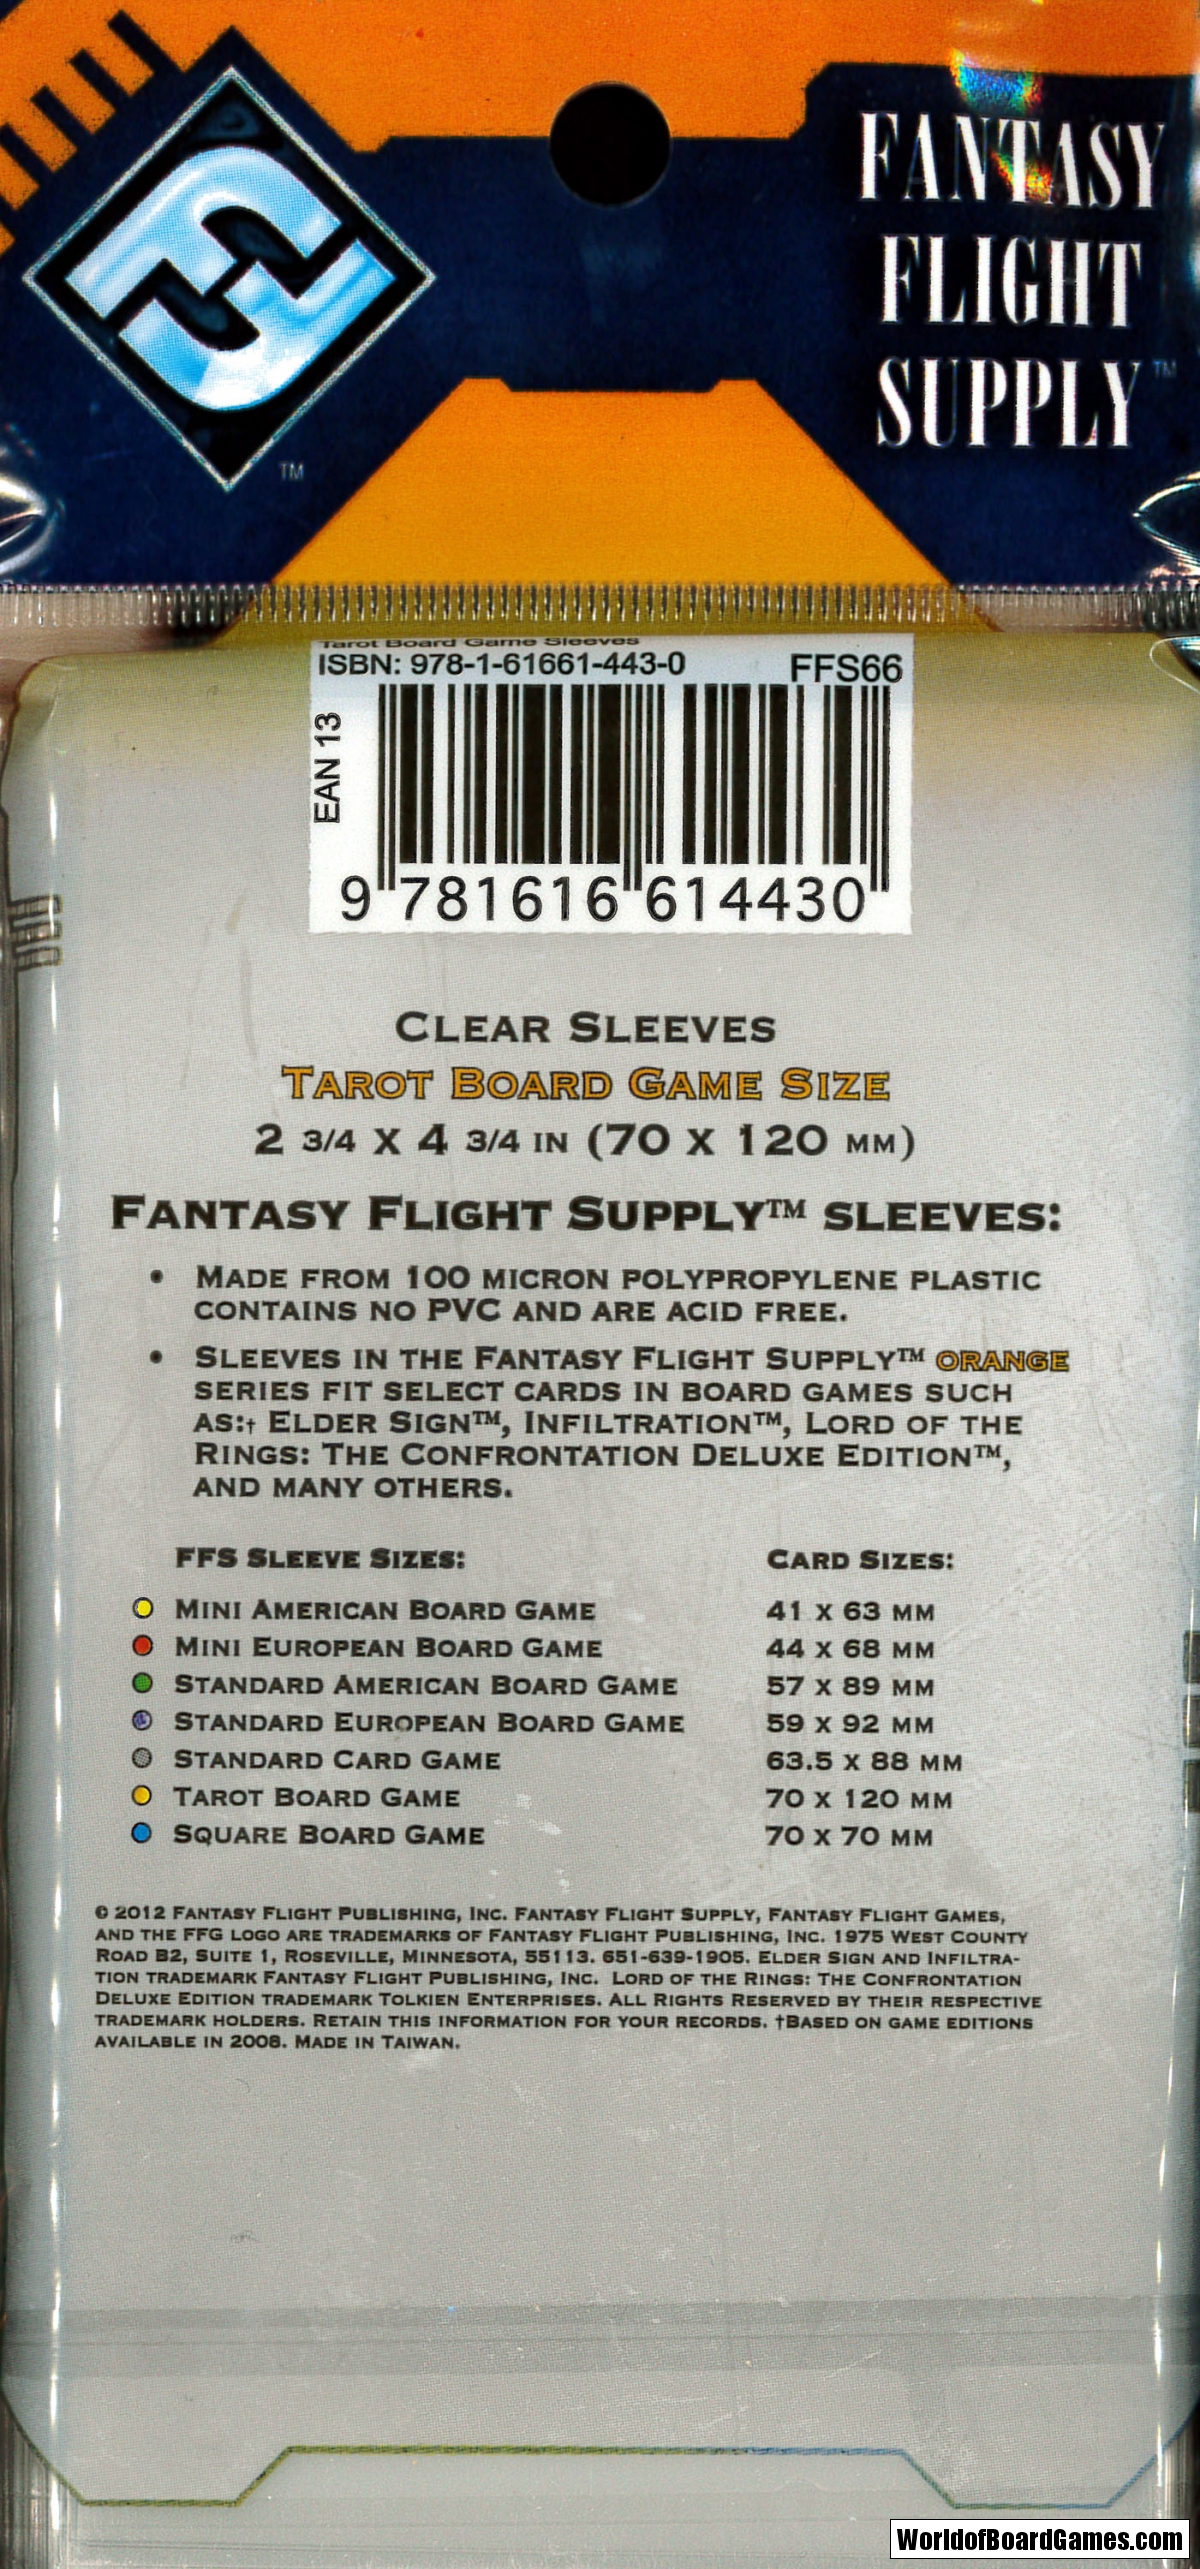 FANTASY
FLIGHT
SUPPLY™
™
Tarot Board Game Sleeves
ISBN: 978-1-61661-443-0 FFS66
EAN 13
9 781616 614430
CLEAR SLEEVES
TAROT BOARD GAME SIZE
2 3/4 X 4 3/4 IN (70 X 120 MM)
FANTASY FLIGHT SUPPLY™ SLEEVES:
• MADE FROM 100 MICRON POLYPROPYLENE PLASTIC
CONTAINS NO PVC AND ARE ACID FREE.
• SLEEVES IN THE FANTASY FLIGHT SUPPLY™ ORANGE
SERIES FIT SELECT CARDS IN BOARD GAMES SUCH
AS:† ELDER SIGN™, INFILTRATION™, LORD OF THE
RINGS: THE CONFRONTATION DELUXE EDITION™,
AND MANY OTHERS.
FFS SLEEVE SIZES: CARD SIZES:
MINI AMERICAN BOARD GAME 41 X 63 MM
MINI EUROPEAN BOARD GAME 44 X 68 MM
STANDARD AMERICAN BOARD GAME 57 X 89 MM
STANDARD EUROPEAN BOARD GAME 59 X 92 MM
STANDARD CARD GAME 63.5 X 88 MM
TAROT BOARD GAME 70 X 120 MM
SQUARE BOARD GAME 70 X 70 MM
© 2012 FANTASY FLIGHT PUBLISHING, INC. FANTASY FLIGHT SUPPLY, FANTASY FLIGHT GAMES,
AND THE FFG LOGO ARE TRADEMARKS OF FANTASY FLIGHT PUBLISHING, INC. 1975 WEST COUNTY
ROAD B2, SUITE 1, ROSEVILLE, MINNESOTA, 55113. 651-639-1905. ELDER SIGN AND INFILTRA-
TION TRADEMARK FANTASY FLIGHT PUBLISHING, INC. LORD OF THE RINGS: THE CONFRONTATION
DELUXE EDITION TRADEMARK TOLKIEN ENTERPRISES. ALL RIGHTS RESERVED BY THEIR RESPECTIVE
TRADEMARK HOLDERS. RETAIN THIS INFORMATION FOR YOUR RECORDS. †BASED ON GAME EDITIONS
AVAILABLE IN 2008. MADE IN TAIWAN.
WorldofBoardGames.com